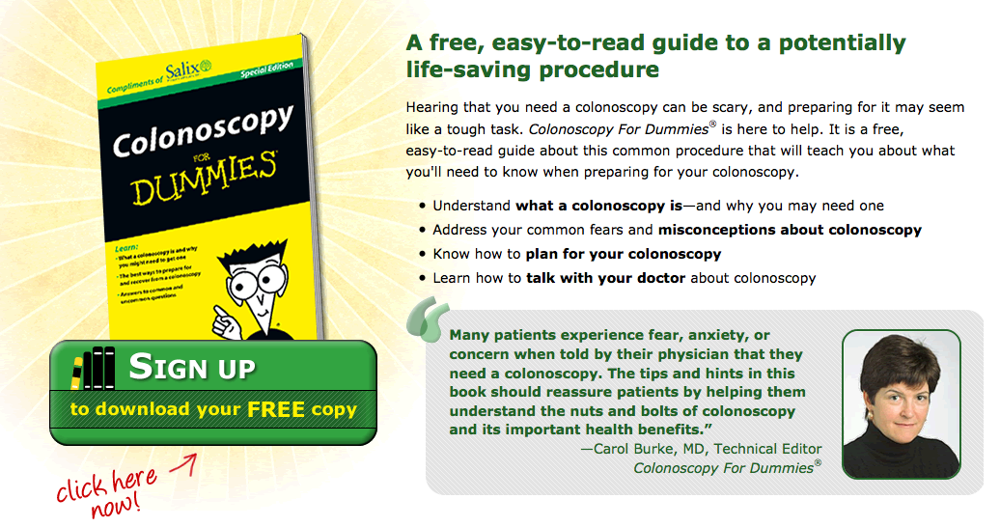 Compliments of Salix
Special Edition
Colonoscopy
FOR
DUMMIES
Learn:
• What a colonoscopy is and why
you might need to get one
• The best ways to prepare for
and recover from a colonoscopy
• Answers to common and
uncommon questions
SIGN UP
to download your FREE copy
click here
now!
A free, easy-to-read guide to a potentially
life-saving procedure
Hearing that you need a colonoscopy can be scary, and preparing for it may seem
like a tough task. Colonoscopy For Dummies® is here to help. It is a free,
easy-to-read guide about this common procedure that will teach you about what
you'll need to know when preparing for your colonoscopy.
• Understand what a colonoscopy is—and why you may need one
• Address your common fears and misconceptions about colonoscopy
• Know how to plan for your colonoscopy
• Learn how to talk with your doctor about colonoscopy
“Many patients experience fear, anxiety, or
concern when told by their physician that they
need a colonoscopy. The tips and hints in this
book should reassure patients by helping them
understand the nuts and bolts of colonoscopy
and its important health benefits.”
—Carol Burke, MD, Technical Editor
Colonoscopy For Dummies®